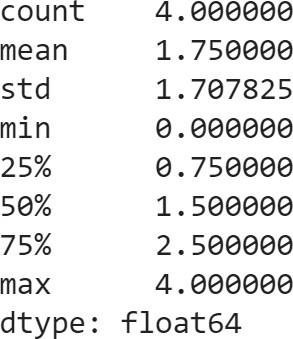 count    4.000000
mean     1.750000
std      1.707825
min      0.000000
25%      0.750000
50%      1.500000
75%      2.500000
max      4.000000
dtype: float64